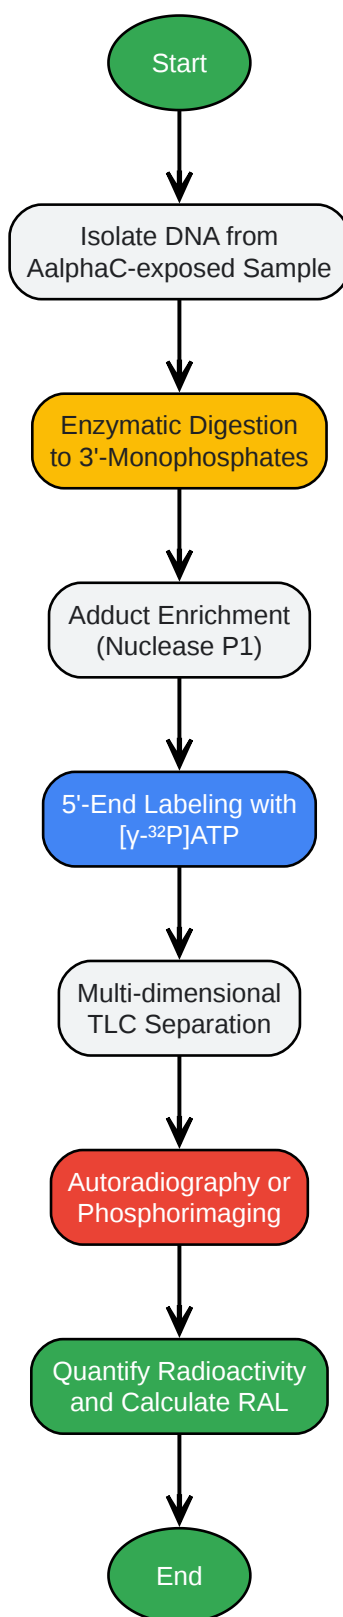 Start
Isolate DNA from
AalphaC-exposed Sample
Enzymatic Digestion
to 3'-Monophosphates
Adduct Enrichment
(Nuclease P1)
5'-End Labeling with
[γ-³²P]ATP
Multi-dimensional
TLC Separation
Autoradiography or
Phosphorimaging
Quantify Radioactivity
and Calculate RAL
End